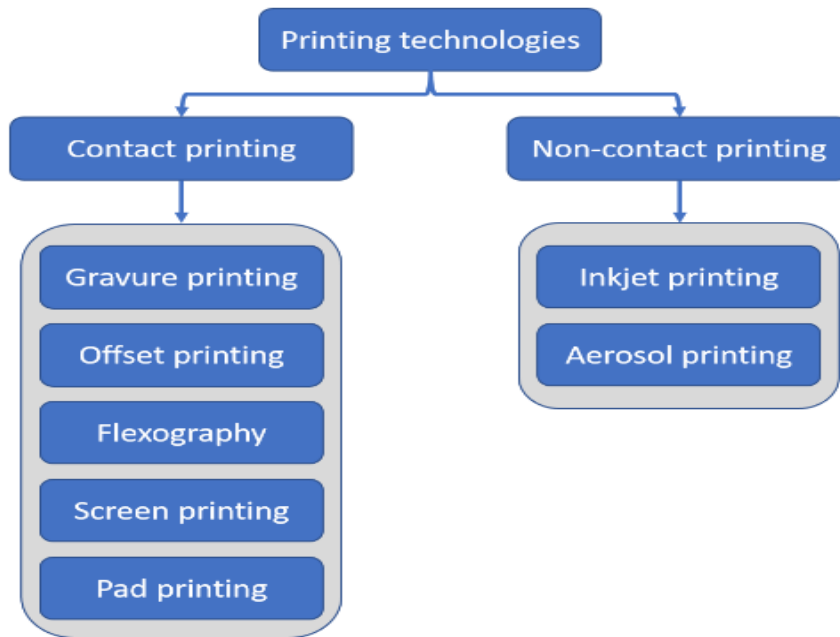 Printing technologies
Contact printing
Non-contact printing
Gravure printing
Offset printing
Flexography
Screen printing
Pad printing
Inkjet printing
Aerosol printing